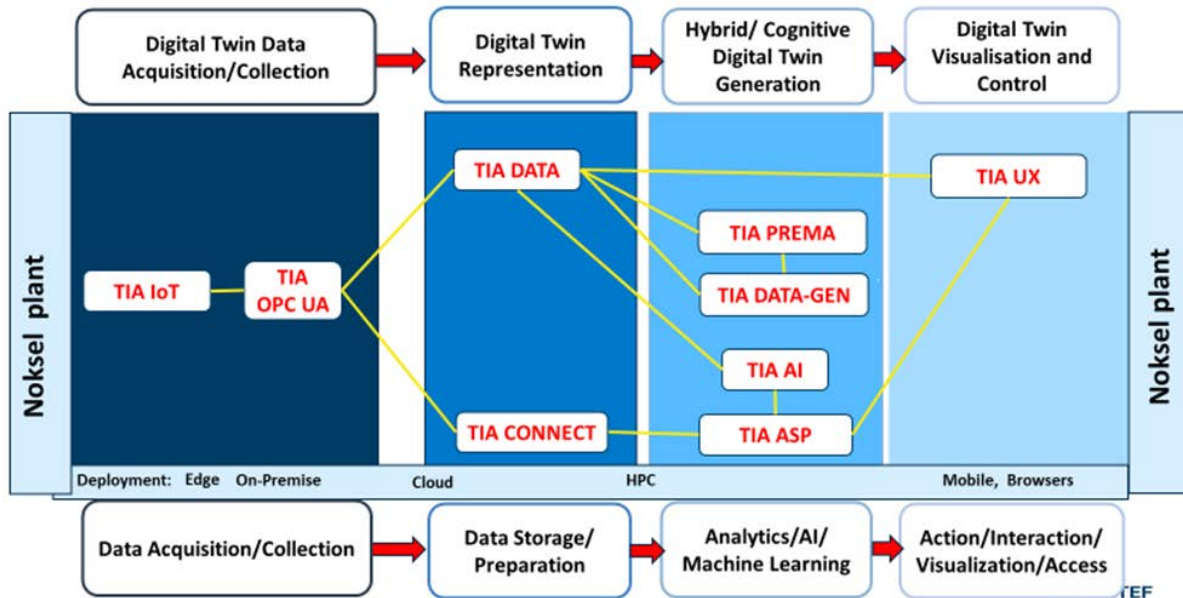 Digital Twin Data
Acquisition/Collection
Digital Twin
Representation
Hybrid/ Cognitive
Digital Twin
Generation
Digital Twin
Visualisation and
Control
Noksel plant
TIA IoT
TIA
OPC UA
TIA DATA
TIA CONNECT
TIA PREMA
TIA DATA-GEN
TIA AI
TIA ASP
TIA UX
Noksel plant
Deployment: Edge On-Premise Cloud HPC Mobile, Browsers
Data Acquisition/Collection
Data Storage/
Preparation
Analytics/AI/
Machine Learning
Action/Interaction/
Visualization/Access
TEF